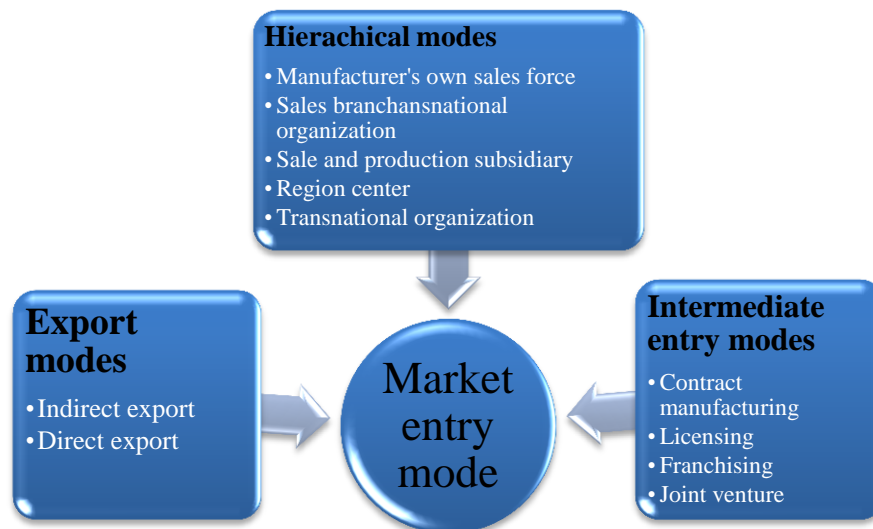 Hierachical modes
• Manufacturer's own sales force
• Sales branchansnational
organization
• Sale and production subsidiary
• Region center
• Transnational organization
Export
modes
• Indirect export
• Direct export
Market
entry
mode
Intermediate
entry modes
• Contract
manufacturing
• Licensing
• Franchising
• Joint venture